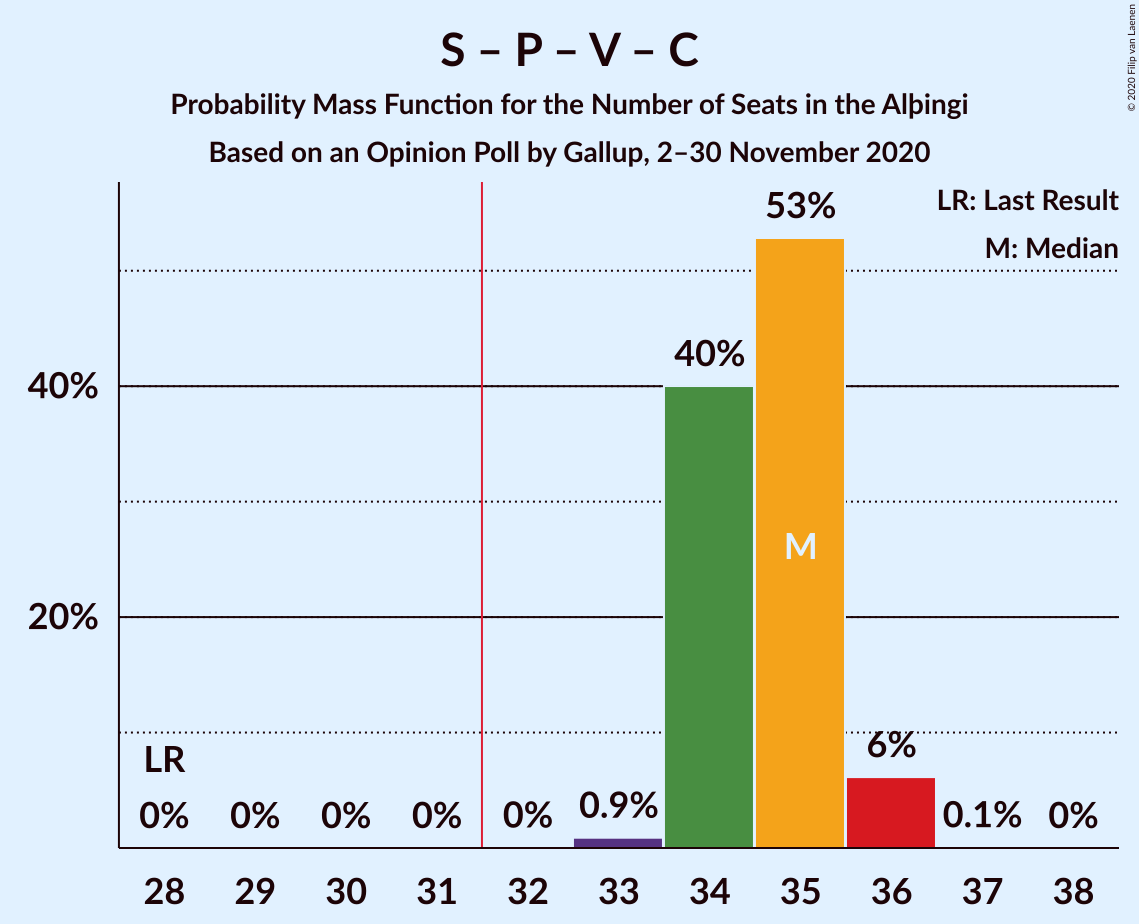 S – P – V – C
Probability Mass Function for the Number of Seats in the Alþingi
Based on an Opinion Poll by Gallup, 2–30 November 2020
© 2020 Filip van Laenen
LR: Last Result
M: Median
53%
40%
40%
M
20%
LR
6%
0% 0% 0% 0% 0% 0.9% 0.1% 0%
28 29 30 31 32 33 34 35 36 37 38